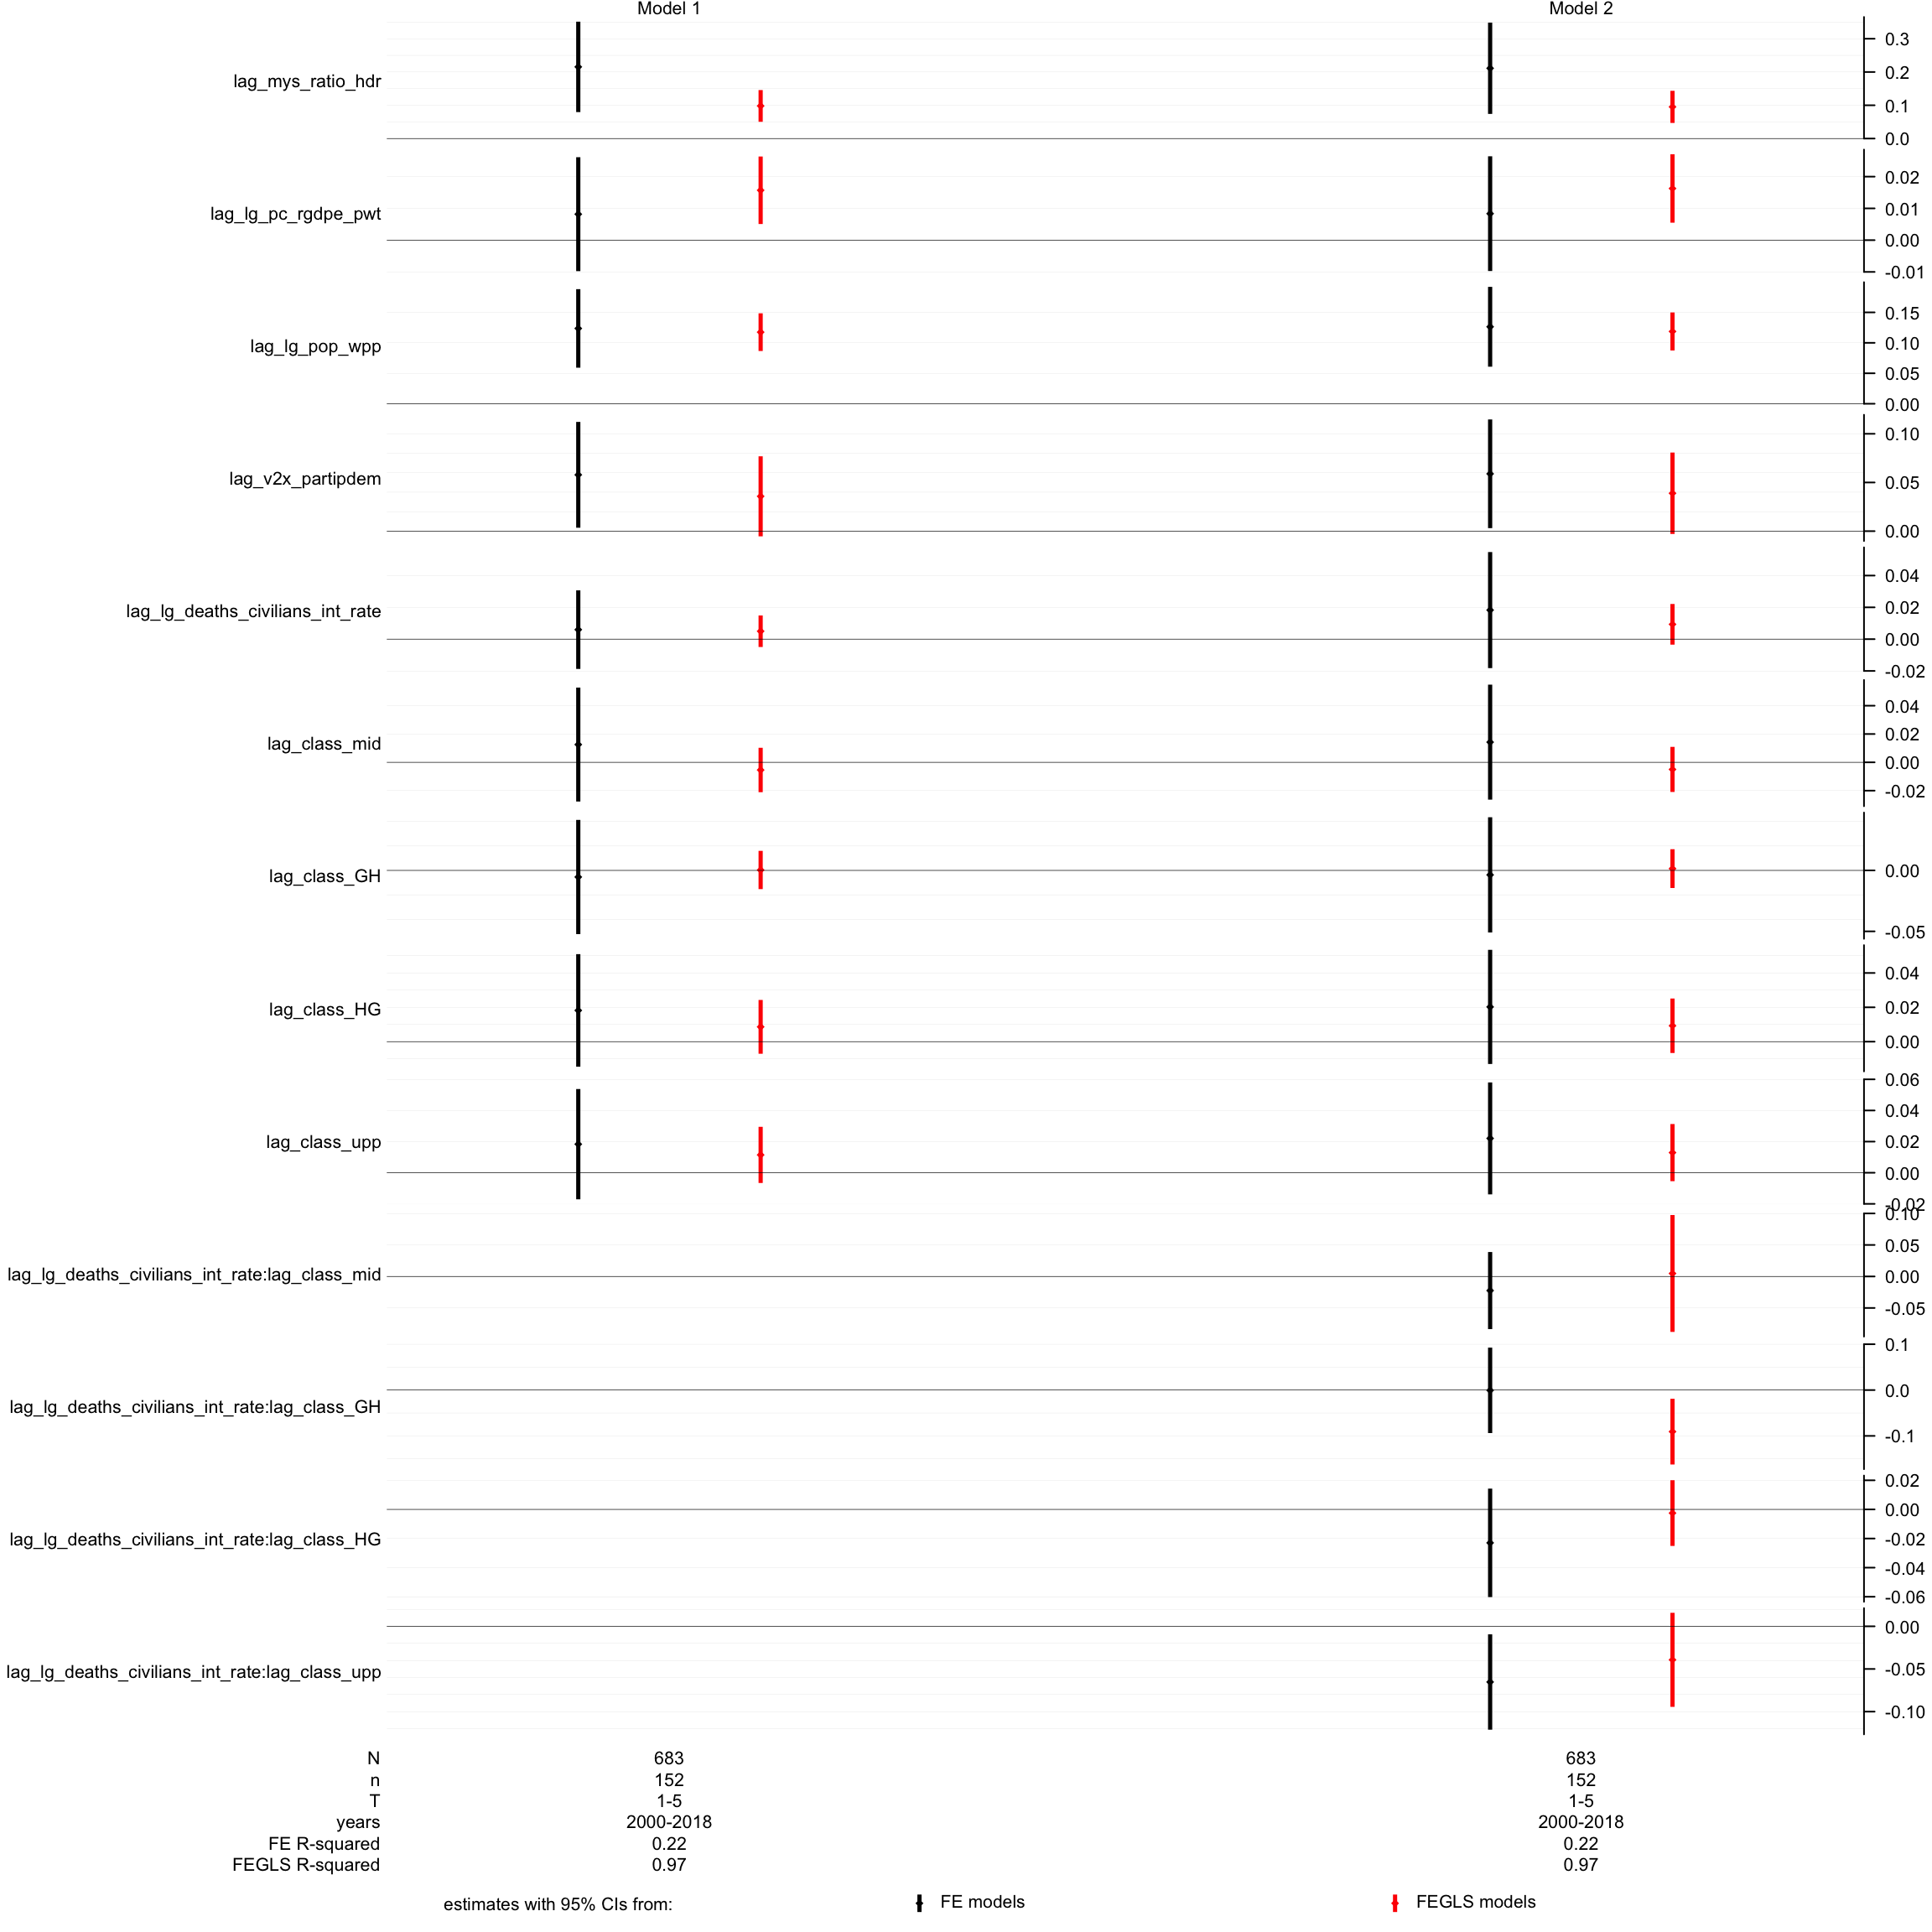 Model 1 Model 2
lag_mys_ratio_hdr
0.3
0.2
0.1
0.0
lag_lg_pc_rgdpe_pwt
0.02
0.01
0.00
-0.01
lag_lg_pop_wpp
0.15
0.10
0.05
0.00
lag_v2x_partipdem
0.10
0.05
0.00
lag_lg_deaths_civilians_int_rate
0.04
0.02
0.00
-0.02
lag_class_mid
0.04
0.02
0.00
-0.02
lag_class_GH
0.00
-0.05
lag_class_HG
0.04
0.02
0.00
lag_class_upp
0.06
0.04
0.02
0.00
-0.02
lag_lg_deaths_civilians_int_rate:lag_class_mid
0.10
0.05
0.00
-0.05
lag_lg_deaths_civilians_int_rate:lag_class_GH
0.1
0.0
-0.1
lag_lg_deaths_civilians_int_rate:lag_class_HG
0.02
0.00
-0.02
-0.04
-0.06
lag_lg_deaths_civilians_int_rate:lag_class_upp
0.00
-0.05
-0.10
N 683 683
n 152 152
T 1-5 1-5
years 2000-2018 2000-2018
FE R-squared 0.22 0.22
FEGLS R-squared 0.97 0.97
estimates with 95% CIs from: FE models FEGLS models